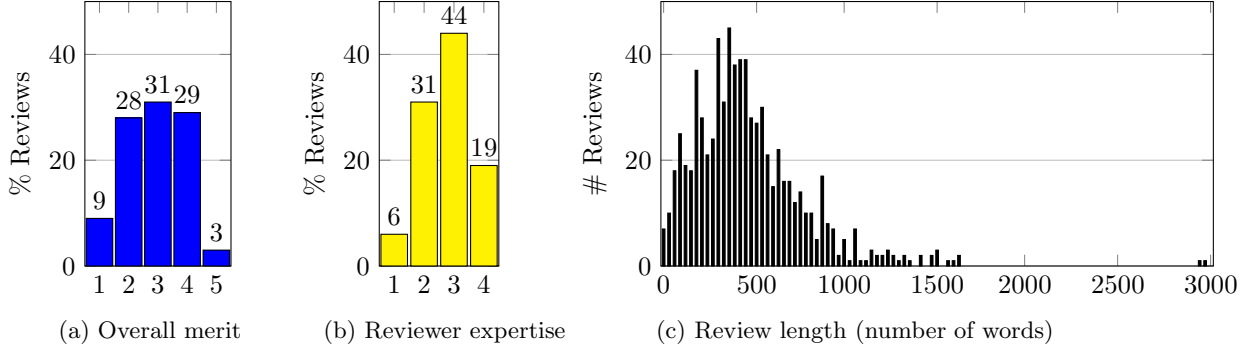 % Reviews
40
20
0
9
28
31
29
3
1 2 3 4 5
(a) Overall merit
% Reviews
40
20
0
6
31
44
19
1 2 3 4
(b) Reviewer expertise
# Reviews
40
20
0
0 500 1000 1500 2000 2500 3000
(c) Review length (number of words)